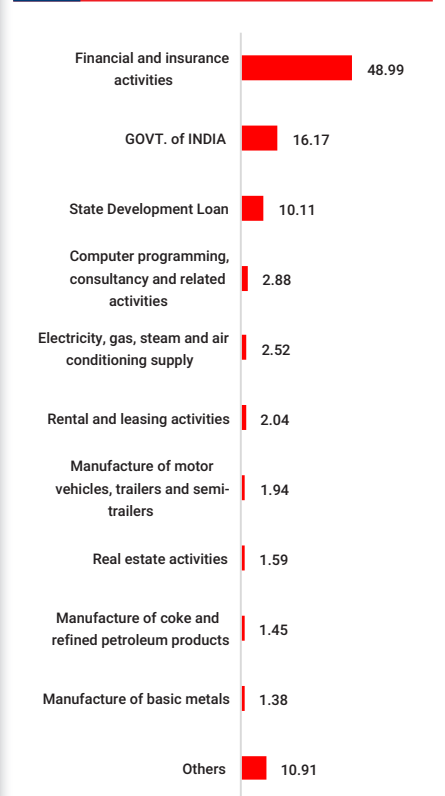 Financial and insurance
activities
48.99
GOVT. of INDIA
16.17
State Development Loan
10.11
Computer programming,
consultancy and related
activities
2.88
Electricity, gas, steam and air
conditioning supply
2.52
Rental and leasing activities
2.04
Manufacture of motor
vehicles, trailers and semi-
trailers
1.94
Real estate activities
1.59
Manufacture of coke and
refined petroleum products
1.45
Manufacture of basic metals
1.38
Others
10.91